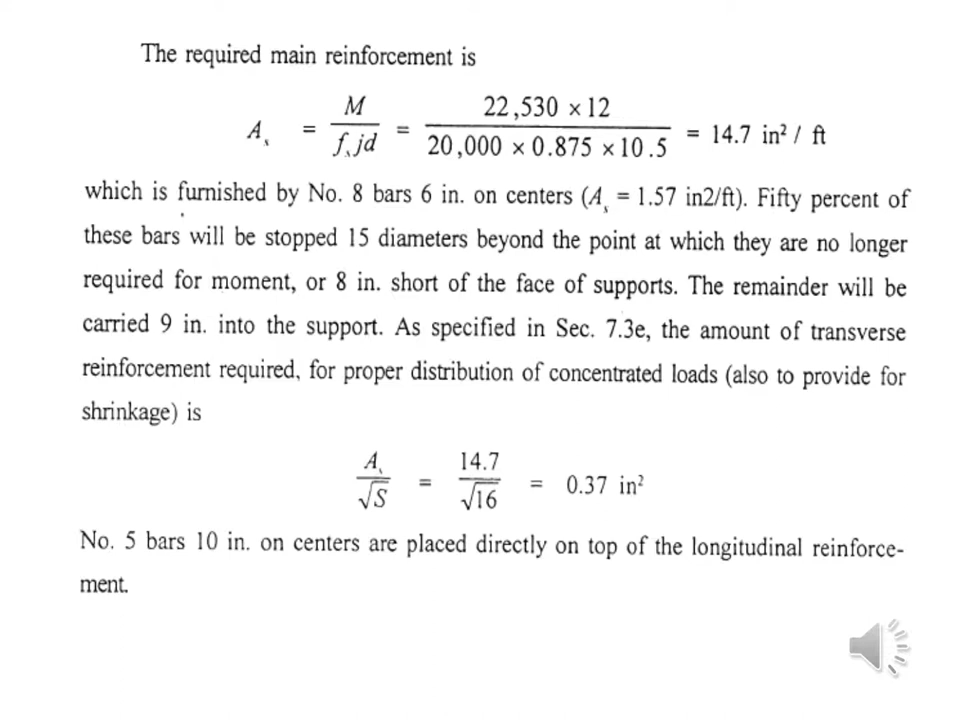 The required main reinforcement is
A_s = M / f_s jd = 22,530 × 12 / 20,000 × 0.875 × 10.5 = 14.7 in² / ft
which is furnished by No. 8 bars 6 in. on centers (A_s = 1.57 in2/ft). Fifty percent of
these bars will be stopped 15 diameters beyond the point at which they are no longer
required for moment, or 8 in. short of the face of supports. The remainder will be
carried 9 in. into the support. As specified in Sec. 7.3e, the amount of transverse
reinforcement required, for proper distribution of concentrated loads (also to provide for
shrinkage) is
A_s / √S = 14.7 / √16 = 0.37 in²
No. 5 bars 10 in. on centers are placed directly on top of the longitudinal reinforce-
ment.